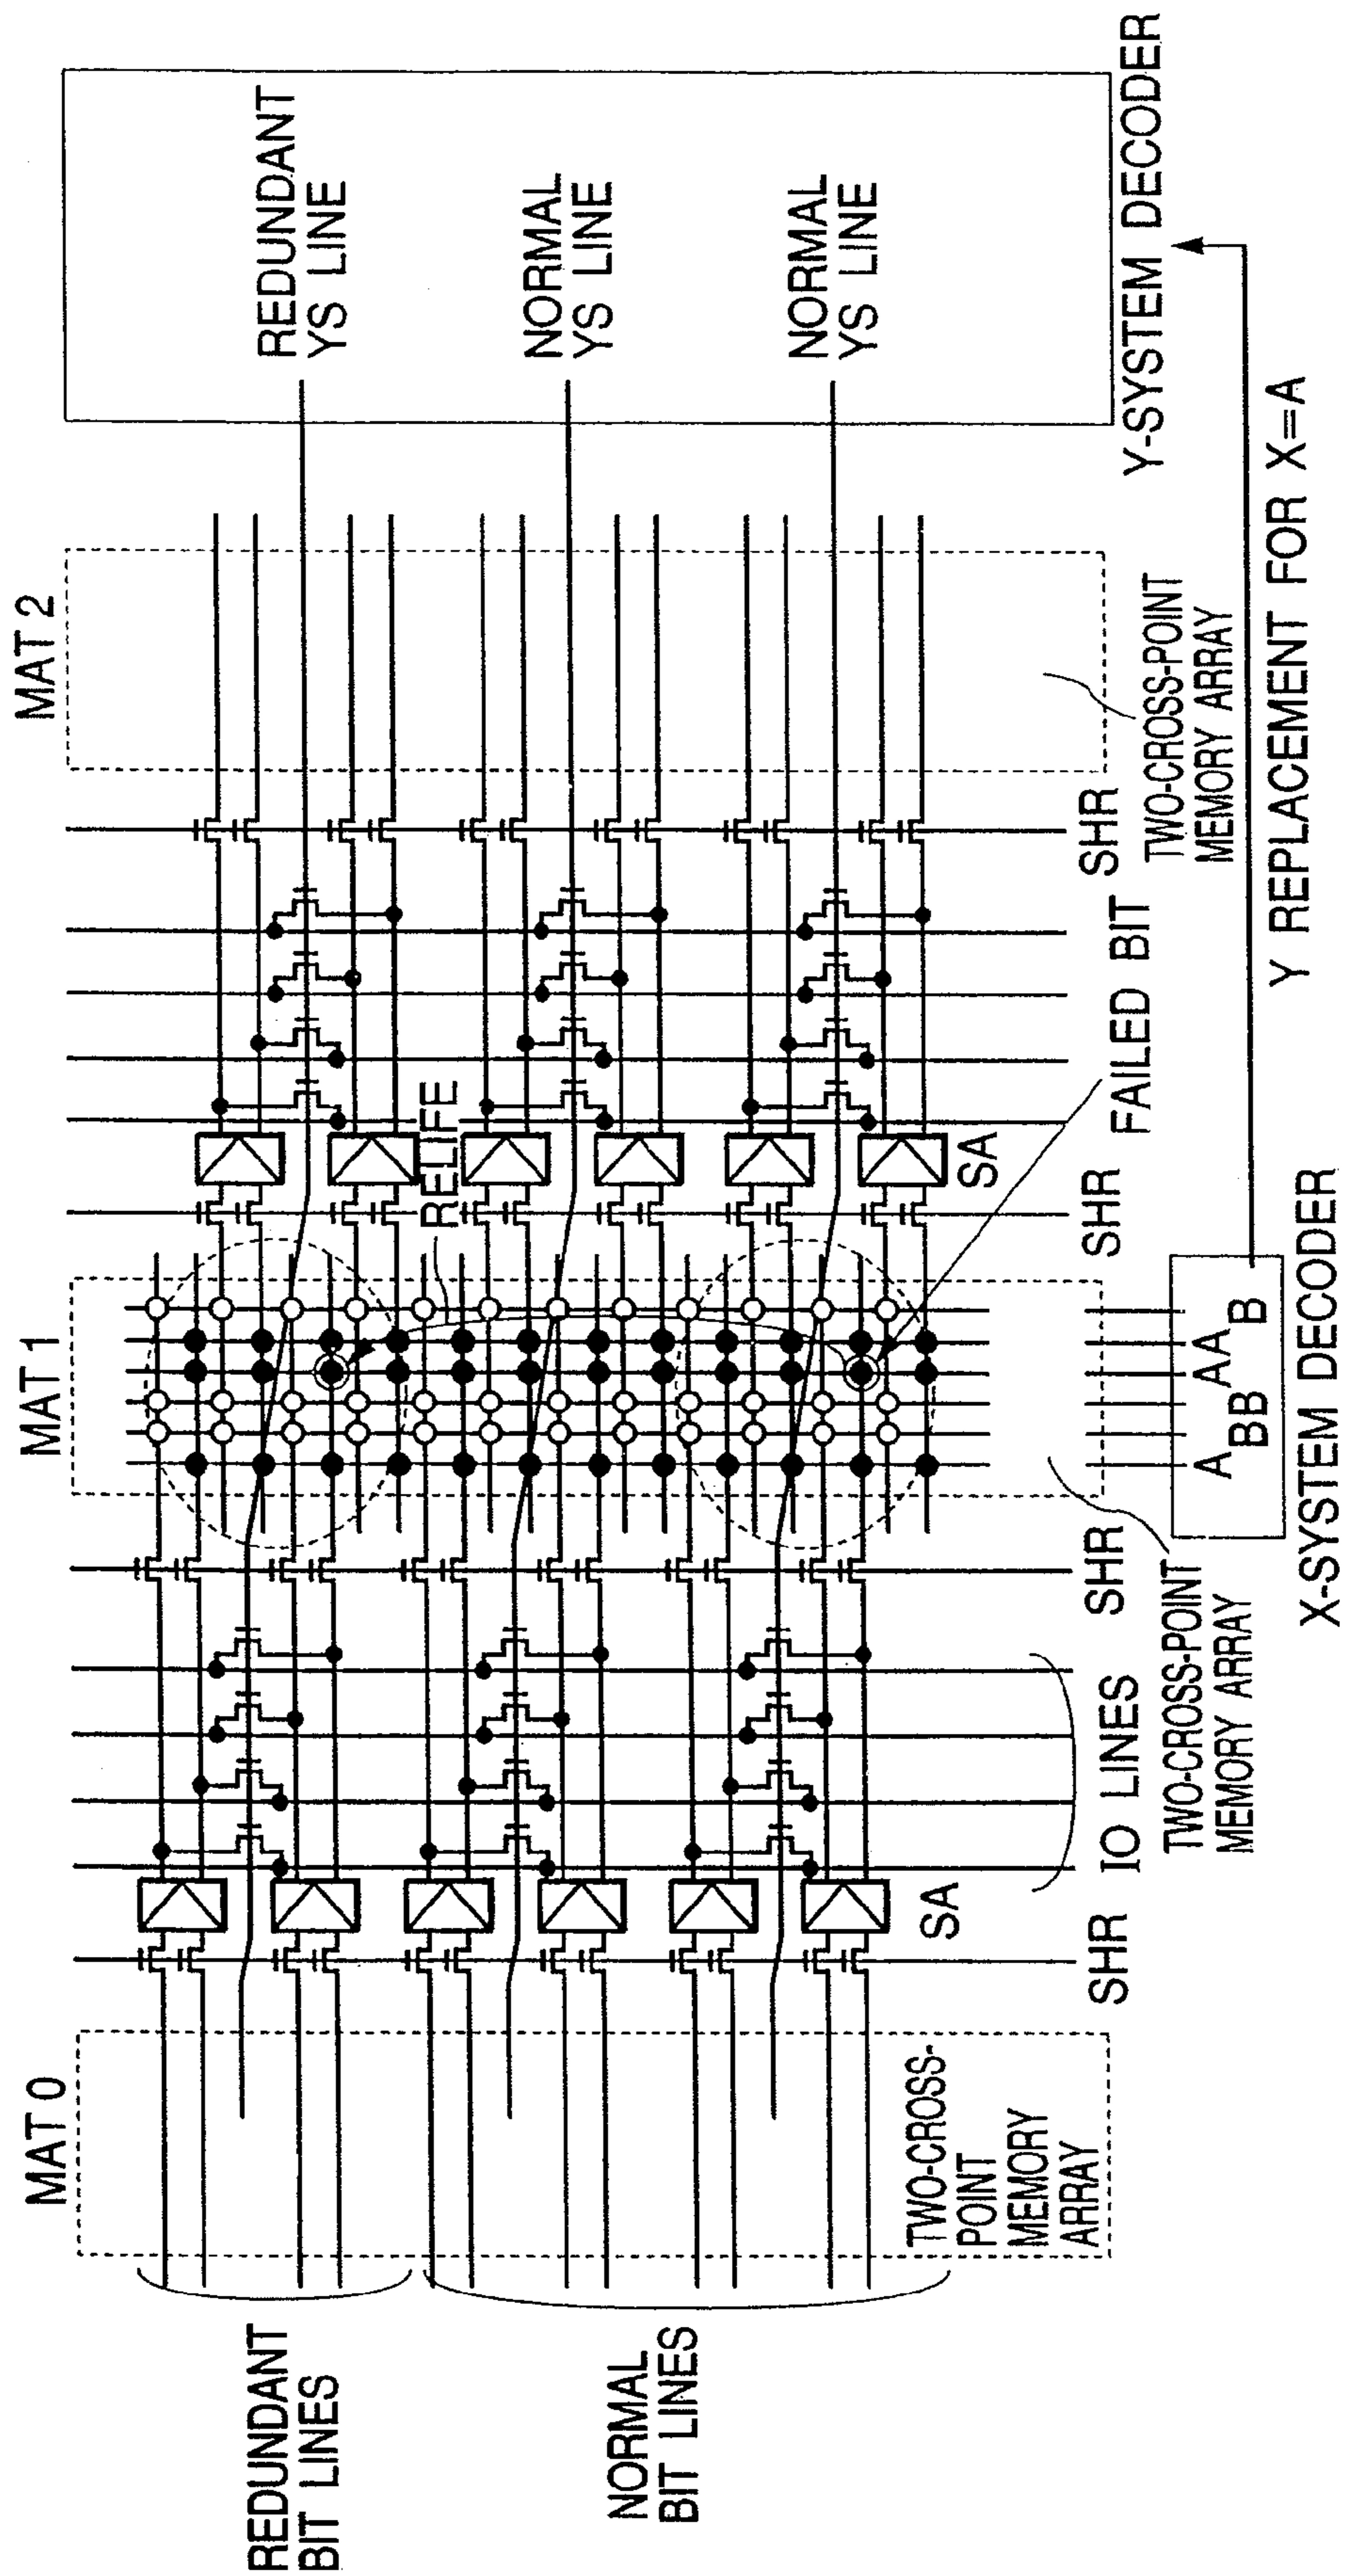 MAT 0
MAT 1
MAT 2
REDUNDANT
BIT LINES
NORMAL
BIT LINES
REDUNDANT
YS LINE
NORMAL
YS LINE
NORMAL
YS LINE
RELIFE
TWO-CROSS-
POINT
MEMORY
ARRAY
SA
SA
SHR
IO LINES
SHR
SHR
FAILED BIT
SHR
TWO-CROSS-POINT
MEMORY ARRAY
TWO-CROSS-POINT
MEMORY ARRAY
Y-SYSTEM DECODER
A
BB
AA
B
X-SYSTEM DECODER
Y REPLACEMENT FOR X=A